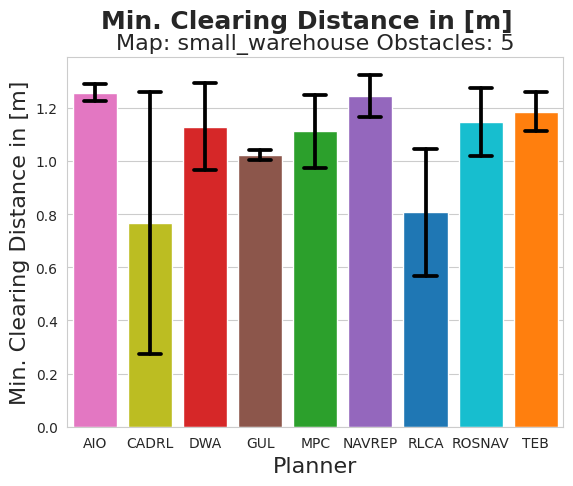 Min. Clearing Distance in [m]
Map: small_warehouse Obstacles: 5
Min. Clearing Distance in [m]
1.2
1.0
0.8
0.6
0.4
0.2
0.0
AIO CADRL DWA GUL MPC NAVREP RLCA ROSNAV TEB
Planner